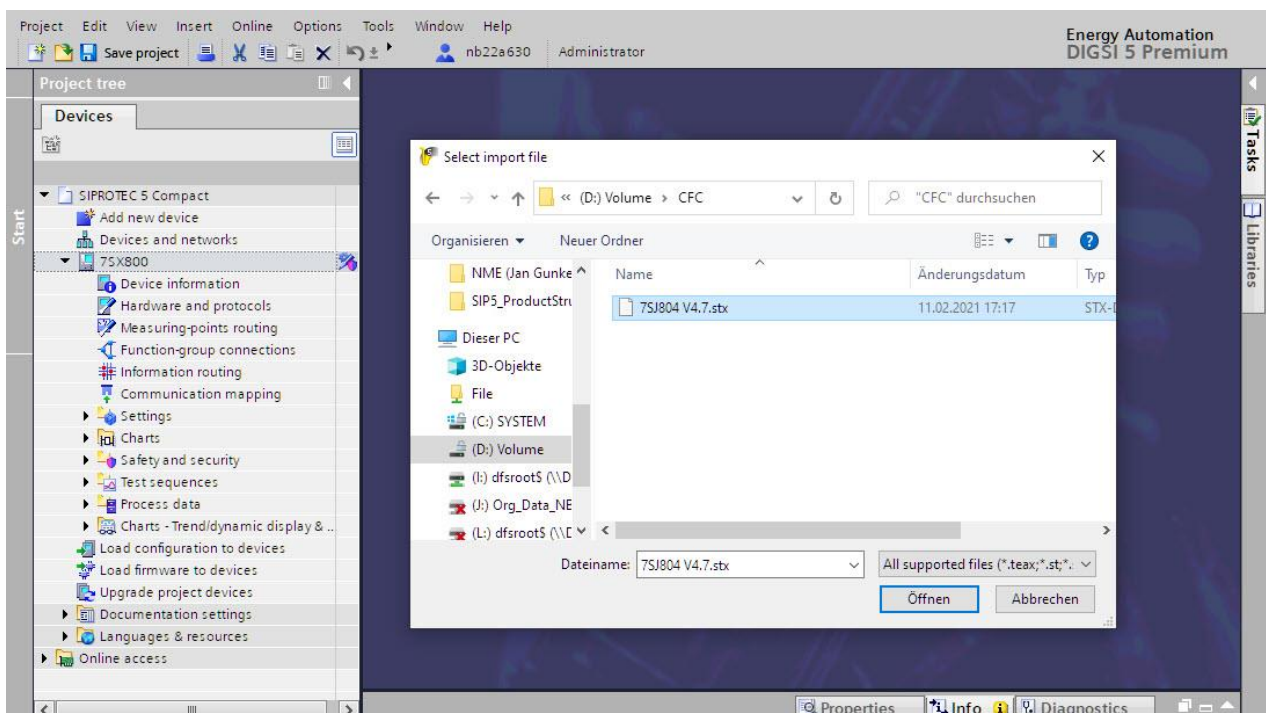 Project Edit View Insert Online Options Tools Window Help
Save project nb22a630 Administrator
Energy Automation
DIGSI 5 Premium
Start
Project tree
Devices
SIPROTEC 5 Compact
Add new device
Devices and networks
7SX800
Device information
Hardware and protocols
Measuring-points routing
Function-group connections
Information routing
Communication mapping
Settings
Charts
Safety and security
Test sequences
Process data
Charts - Trend/dynamic display & ..
Load configuration to devices
Load firmware to devices
Upgrade project devices
Documentation settings
Languages & resources
Online access
Select import file
« (D:) Volume > CFC
"CFC" durchsuchen
Organisieren Neuer Ordner
NME (Jan Gunke
SIP5_ProductStru
Dieser PC
3D-Objekte
File
(C:) SYSTEM
(D:) Volume
(I:) dfsroot$ (\\D
(J:) Org_Data_NE
(L:) dfsroot$ (\\D
Name Änderungsdatum Typ
7SJ804 V4.7.stx 11.02.2021 17:17 STX-D
Dateiname: 7SJ804 V4.7.stx
All supported files (*.teax;*.st;*.:
Öffnen Abbrechen
Tasks
Libraries
Properties Info Diagnostics